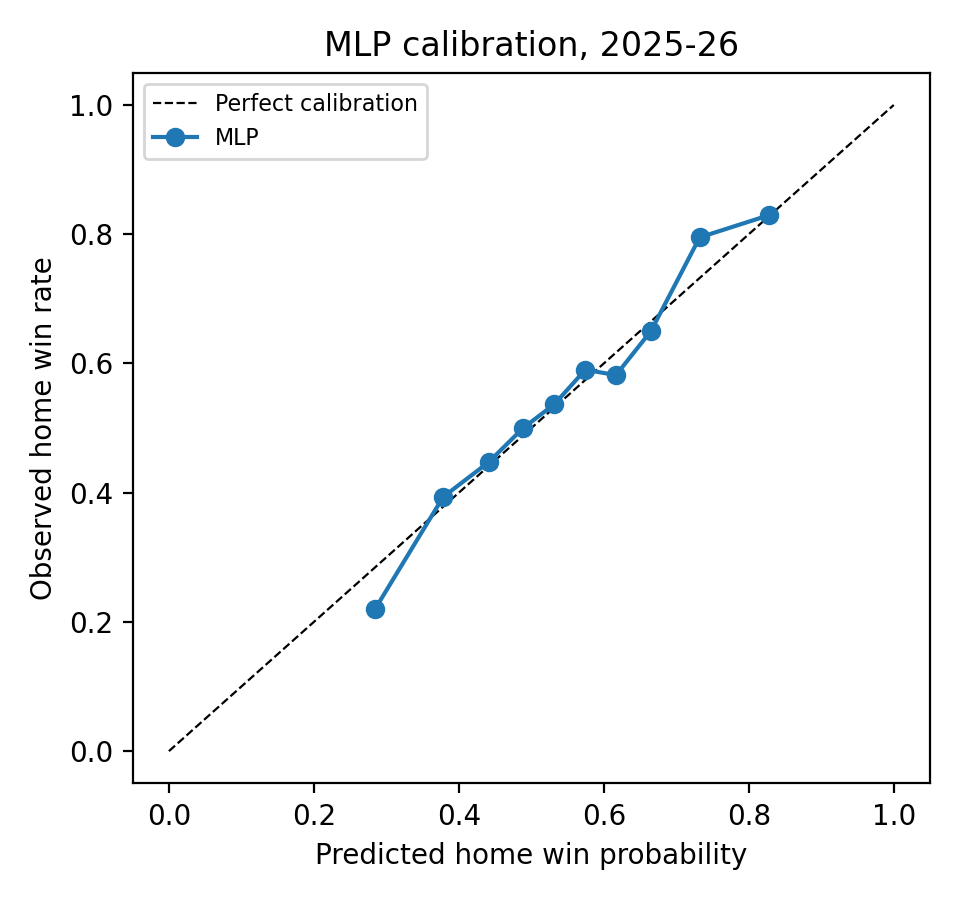 MLP calibration, 2025-26
Perfect calibration
MLP
1.0
0.8
0.6
0.4
0.2
0.0
Observed home win rate
0.0 0.2 0.4 0.6 0.8 1.0
Predicted home win probability